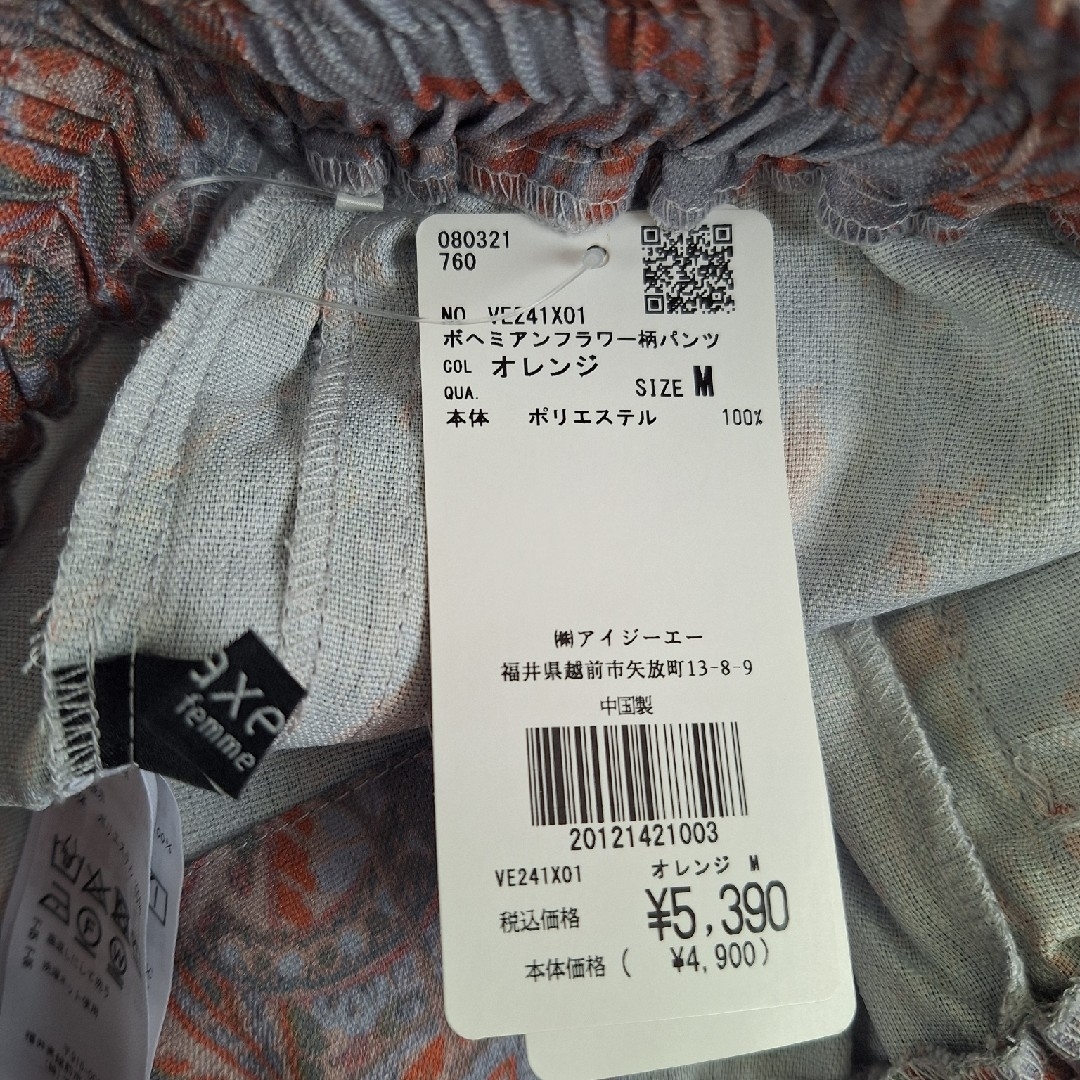 080321
760
NO. VE241X01
ボヘミアンフラワー柄パンツ
COL オレンジ
QUA. SIZE M
本体 ポリエステル 100%
㈱アイジーエー
福井県越前市矢放町13-8-9
中国製
20121421003
VE241X01 オレンジ M
税込価格 ¥5,390
本体価格( ¥4,900)
axe
femme